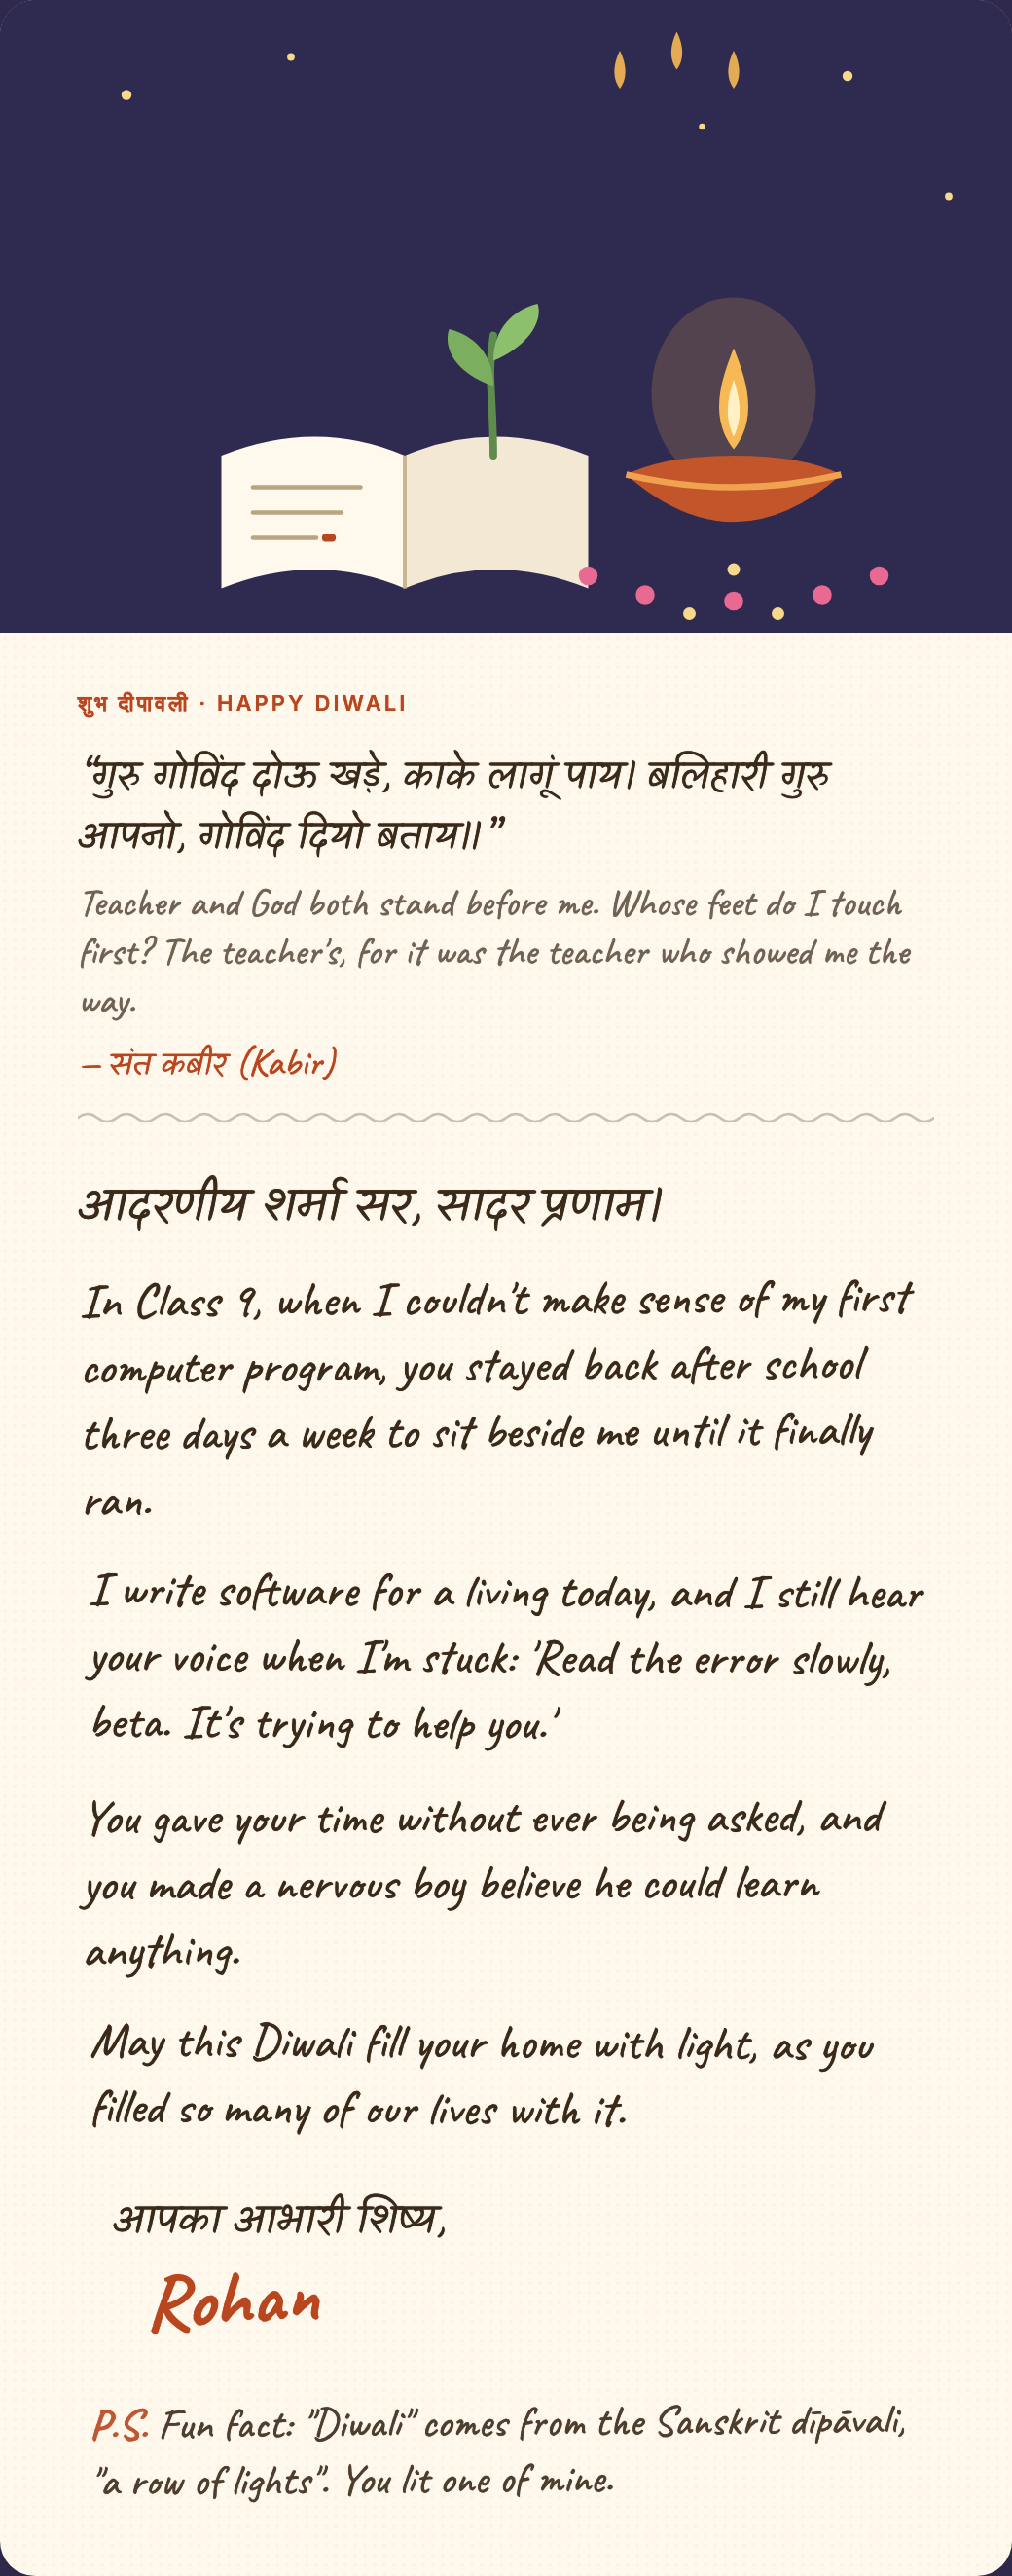 शुभ दीपावली · HAPPY DIWALI
“गुरु गोविंद दोऊ खड़े, काके लागूं पाय। बलिहारी गुरु
आपनो, गोविंद दियो बताय॥”
Teacher and God both stand before me. Whose feet do I touch
first? The teacher's, for it was the teacher who showed me the
way.
— संत कबीर (Kabir)
आदरणीय शर्मा सर, सादर प्रणाम।
In Class 9, when I couldn't make sense of my first
computer program, you stayed back after school
three days a week to sit beside me until it finally
ran.
I write software for a living today, and I still hear
your voice when I'm stuck: 'Read the error slowly,
beta. It's trying to help you.'
You gave your time without ever being asked, and
you made a nervous boy believe he could learn
anything.
May this Diwali fill your home with light, as you
filled so many of our lives with it.
आपका आभारी शिष्य,
Rohan
P.S. Fun fact: "Diwali" comes from the Sanskrit dīpāvali,
"a row of lights". You lit one of mine.